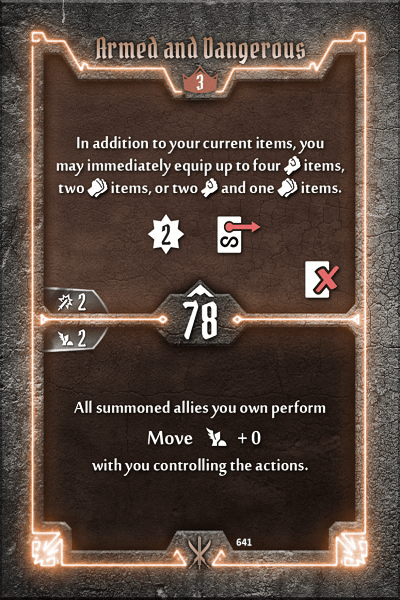 Armed and Dangerous
3
In addition to your current items, you
may immediately equip up to four items,
two items, or two and one items.
2
2
78
2
All summoned allies you own perform
Move + 0
with you controlling the actions.
641